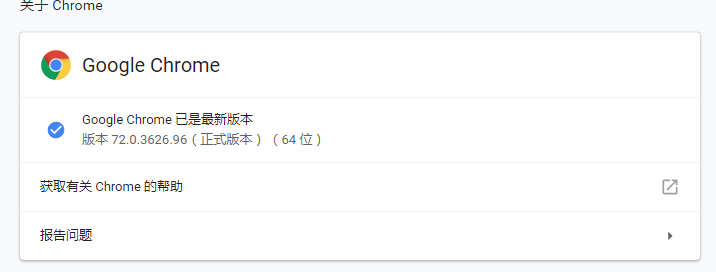 关于 Chrome
Google Chrome
Google Chrome 已是最新版本
版本 72.0.3626.96（正式版本） （64 位）
获取有关 Chrome 的帮助
报告问题